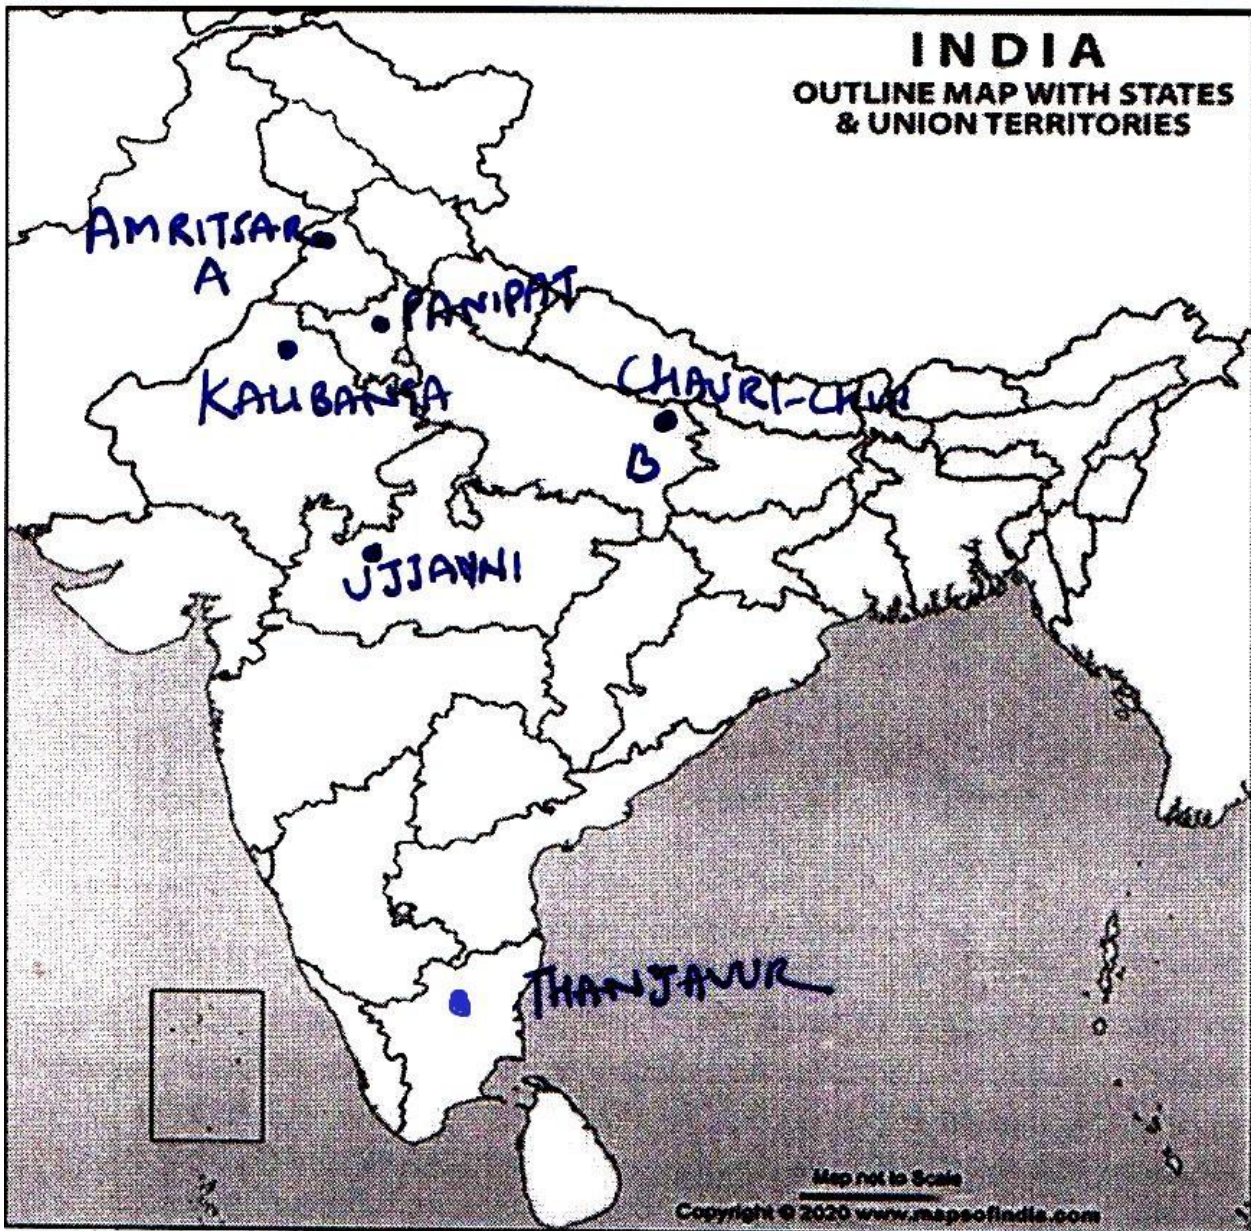 INDIA
OUTLINE MAP WITH STATES
& UNION TERRITORIES
AMRITSAR
A
PANIPAT
KALIBANGA
CHAURI-CHURA
B
UJJAYNI
THANJAVUR
Map not to Scale
Copyright © 2020 www.mapsofindia.com